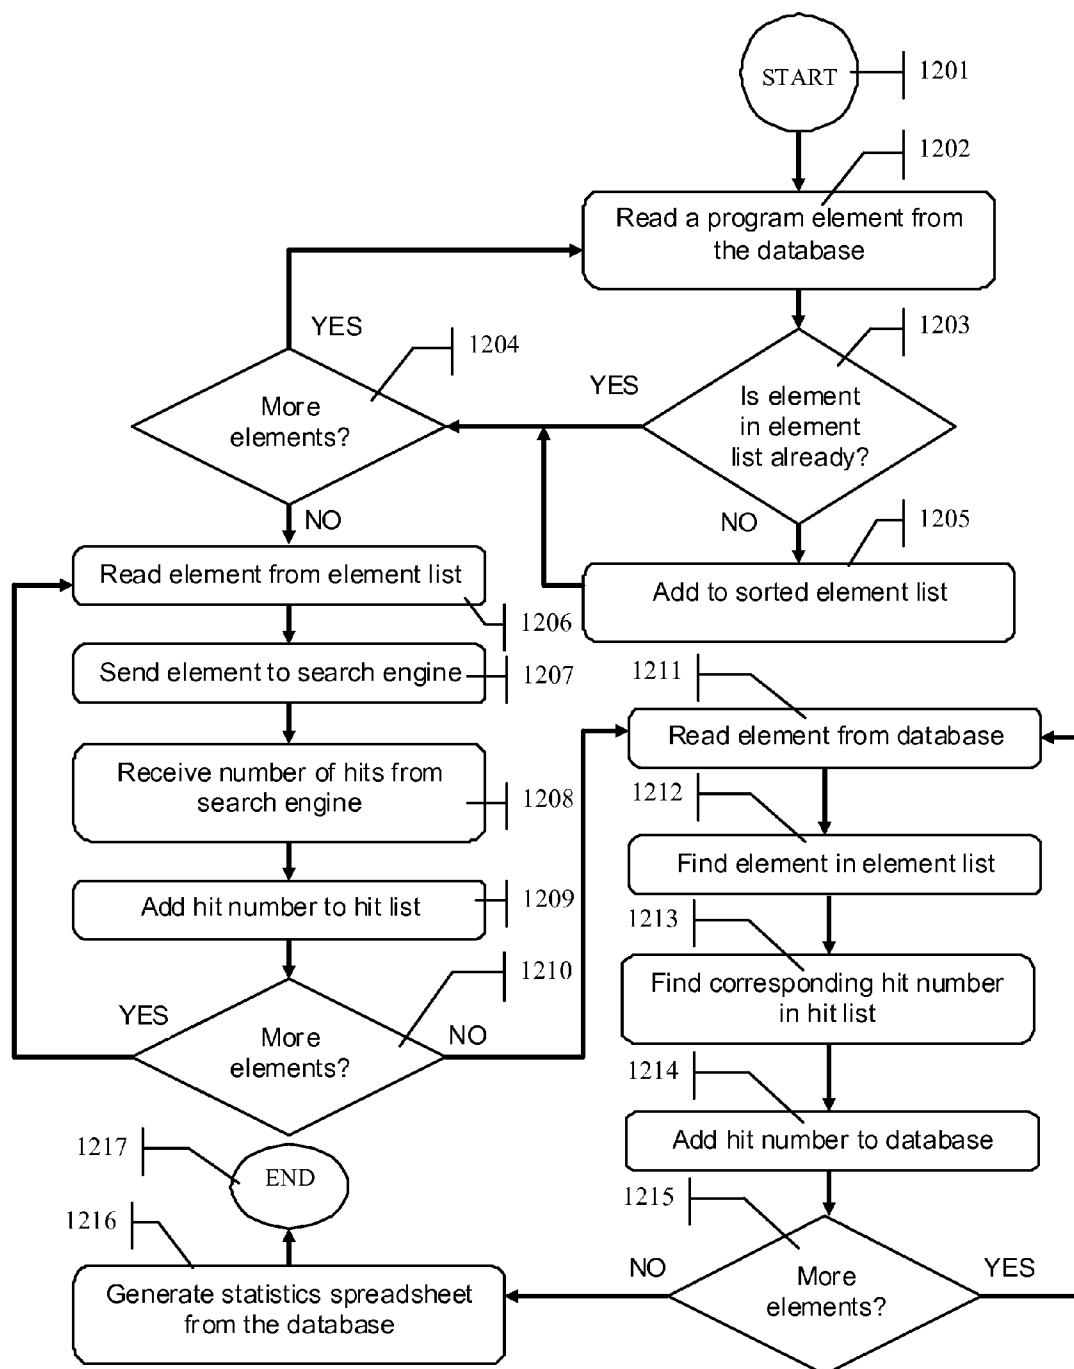 START
1201
1202
Read a program element from
the database
YES
1204
1203
More
elements?
YES
Is element
in element
list already?
NO
NO
1205
Read element from element list
Add to sorted element list
1206
Send element to search engine
1207
1211
Read element from database
Receive number of hits from
search engine
1208
1212
Find element in element list
Add hit number to hit list
1209
1213
1210
Find corresponding hit number
in hit list
YES
More
elements?
NO
1214
Add hit number to database
1217
END
1215
1216
Generate statistics spreadsheet
from the database
NO
More
elements?
YES